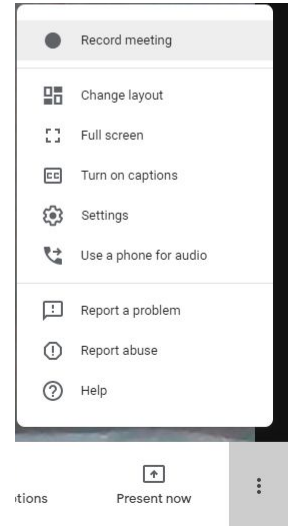 Record meeting
Change layout
Full screen
CC
Turn on captions
Settings
Use a phone for audio
Report a problem
Report abuse
Help
Present now